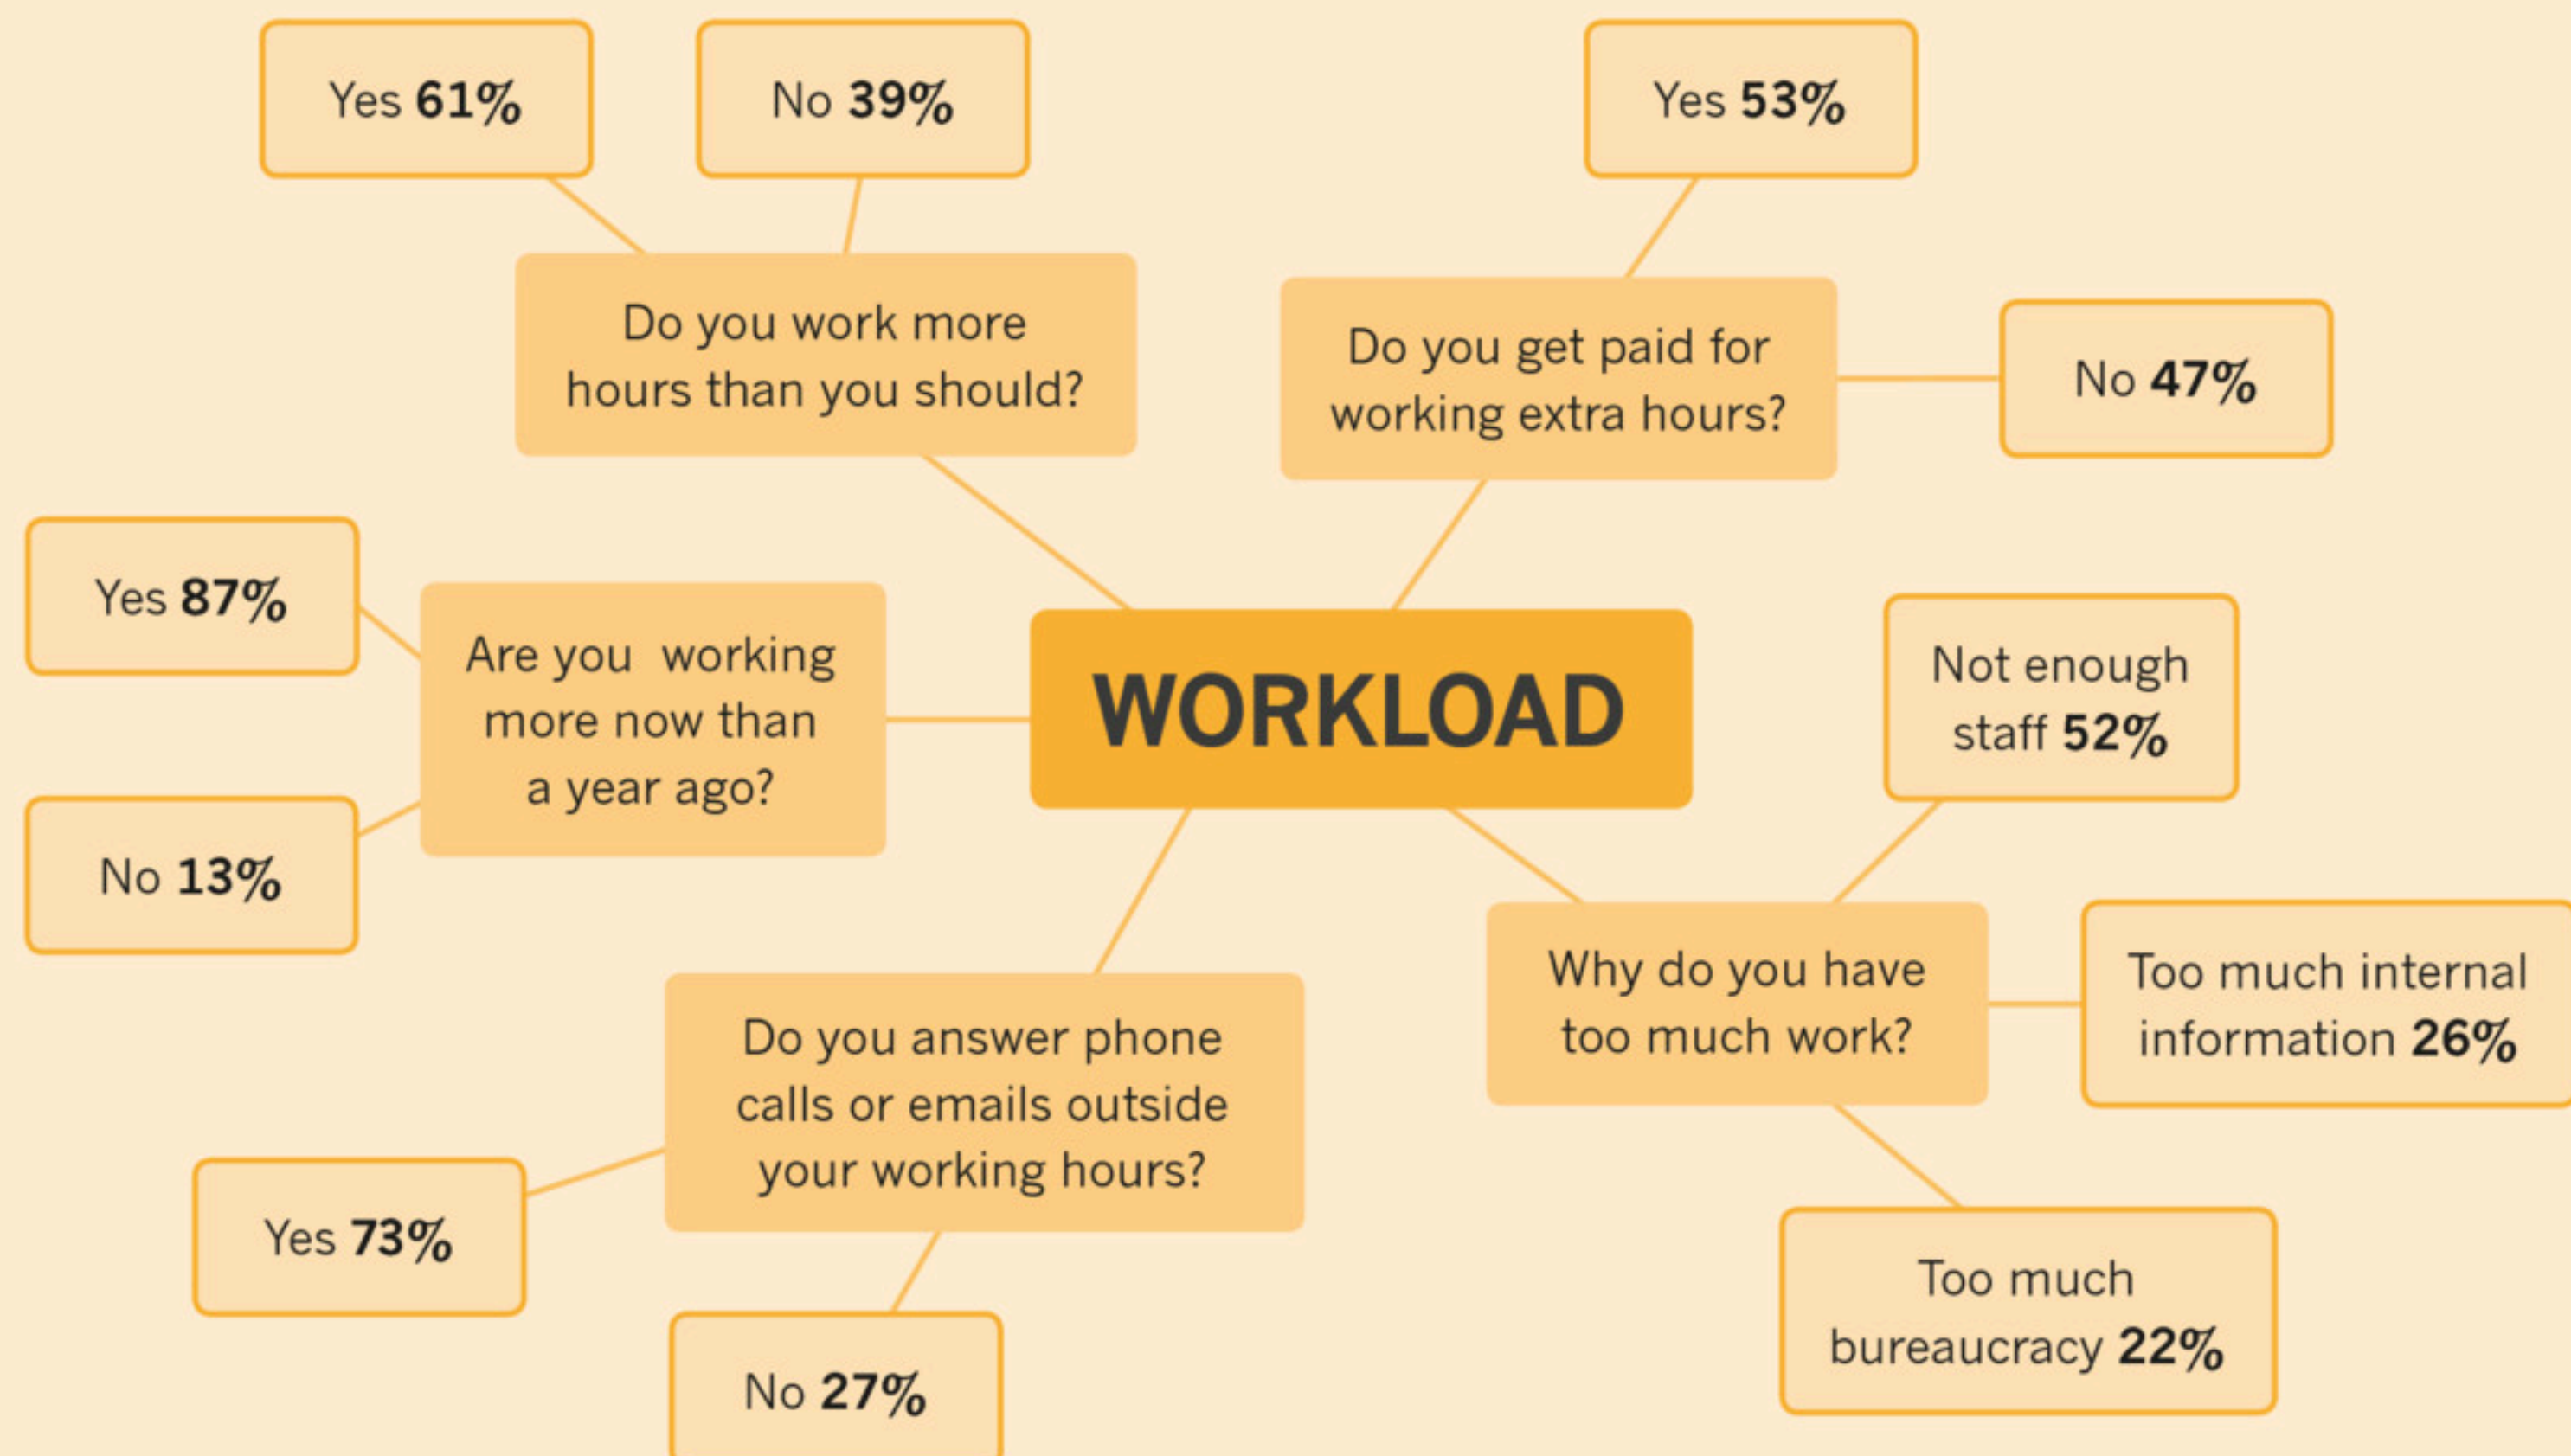 Yes 61%
No 39%
Do you work more
hours than you should?
Yes 53%
Do you get paid for
working extra hours?
No 47%
Yes 87%
Are you  working
more now than
a year ago?
No 13%
WORKLOAD
Not enough
staff 52%
Why do you have
too much work?
Too much internal
information 26%
Too much
bureaucracy 22%
Do you answer phone
calls or emails outside
your working hours?
Yes 73%
No 27%